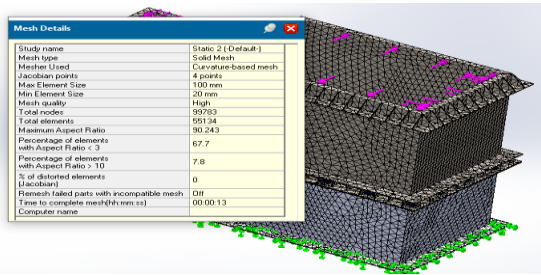 Mesh Details
Study name Static 2 (-Default-)
Mesh type Solid Mesh
Mesher Used Curvature-based mesh
Jacobian points 4 points
Max Element Size 100 mm
Min Element Size 20 mm
Mesh quality High
Total nodes 99783
Total elements 55134
Maximum Aspect Ratio 90.243
Percentage of elements
with Aspect Ratio < 3 67.7
Percentage of elements
with Aspect Ratio > 10 7.8
% of distorted elements
(Jacobian) 0
Remesh failed parts with incompatible mesh Off
Time to complete mesh(hh:mm:ss) 00:00:13
Computer name